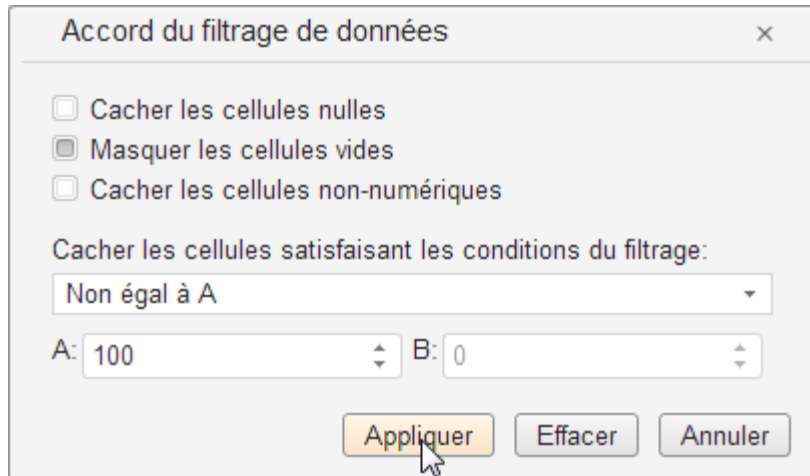 Accord du filtrage de données
Cacher les cellules nulles
Masquer les cellules vides
Cacher les cellules non-numériques
Cacher les cellules satisfaisant les conditions du filtrage:
Non égal à A
A: 100 B: 0
Appliquer Effacer Annuler